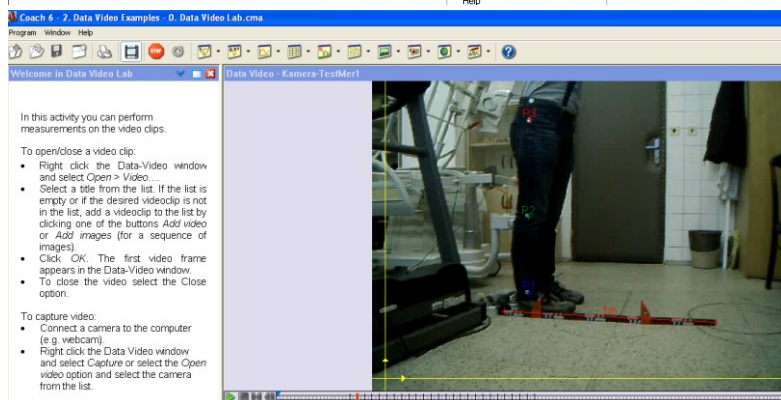 Help
Coach 6 - 2. Data Video Examples - 0. Data Video Lab.cma
Program Window Help
Welcome in Data Video Lab
Data Video - Kamera-TestMer1
In this activity you can perform
measurements on the video clips.
To open/close a video clip:
• Right click the Data-Video window
and select Open > Video....
• Select a title from the list. If the list is
empty or if the desired videoclip is not
in the list, add a videoclip to the list by
clicking one of the buttons Add video
or Add images (for a sequence of
images).
• Click OK. The first video frame
appears in the Data-Video window.
• To close the video select the Close
option.
To capture video:
• Connect a camera to the computer
(e.g. webcam).
• Right click the Data Video window
and select Capture or select the Open
video option and select the camera
from the list.
P3
P2
P1
1m